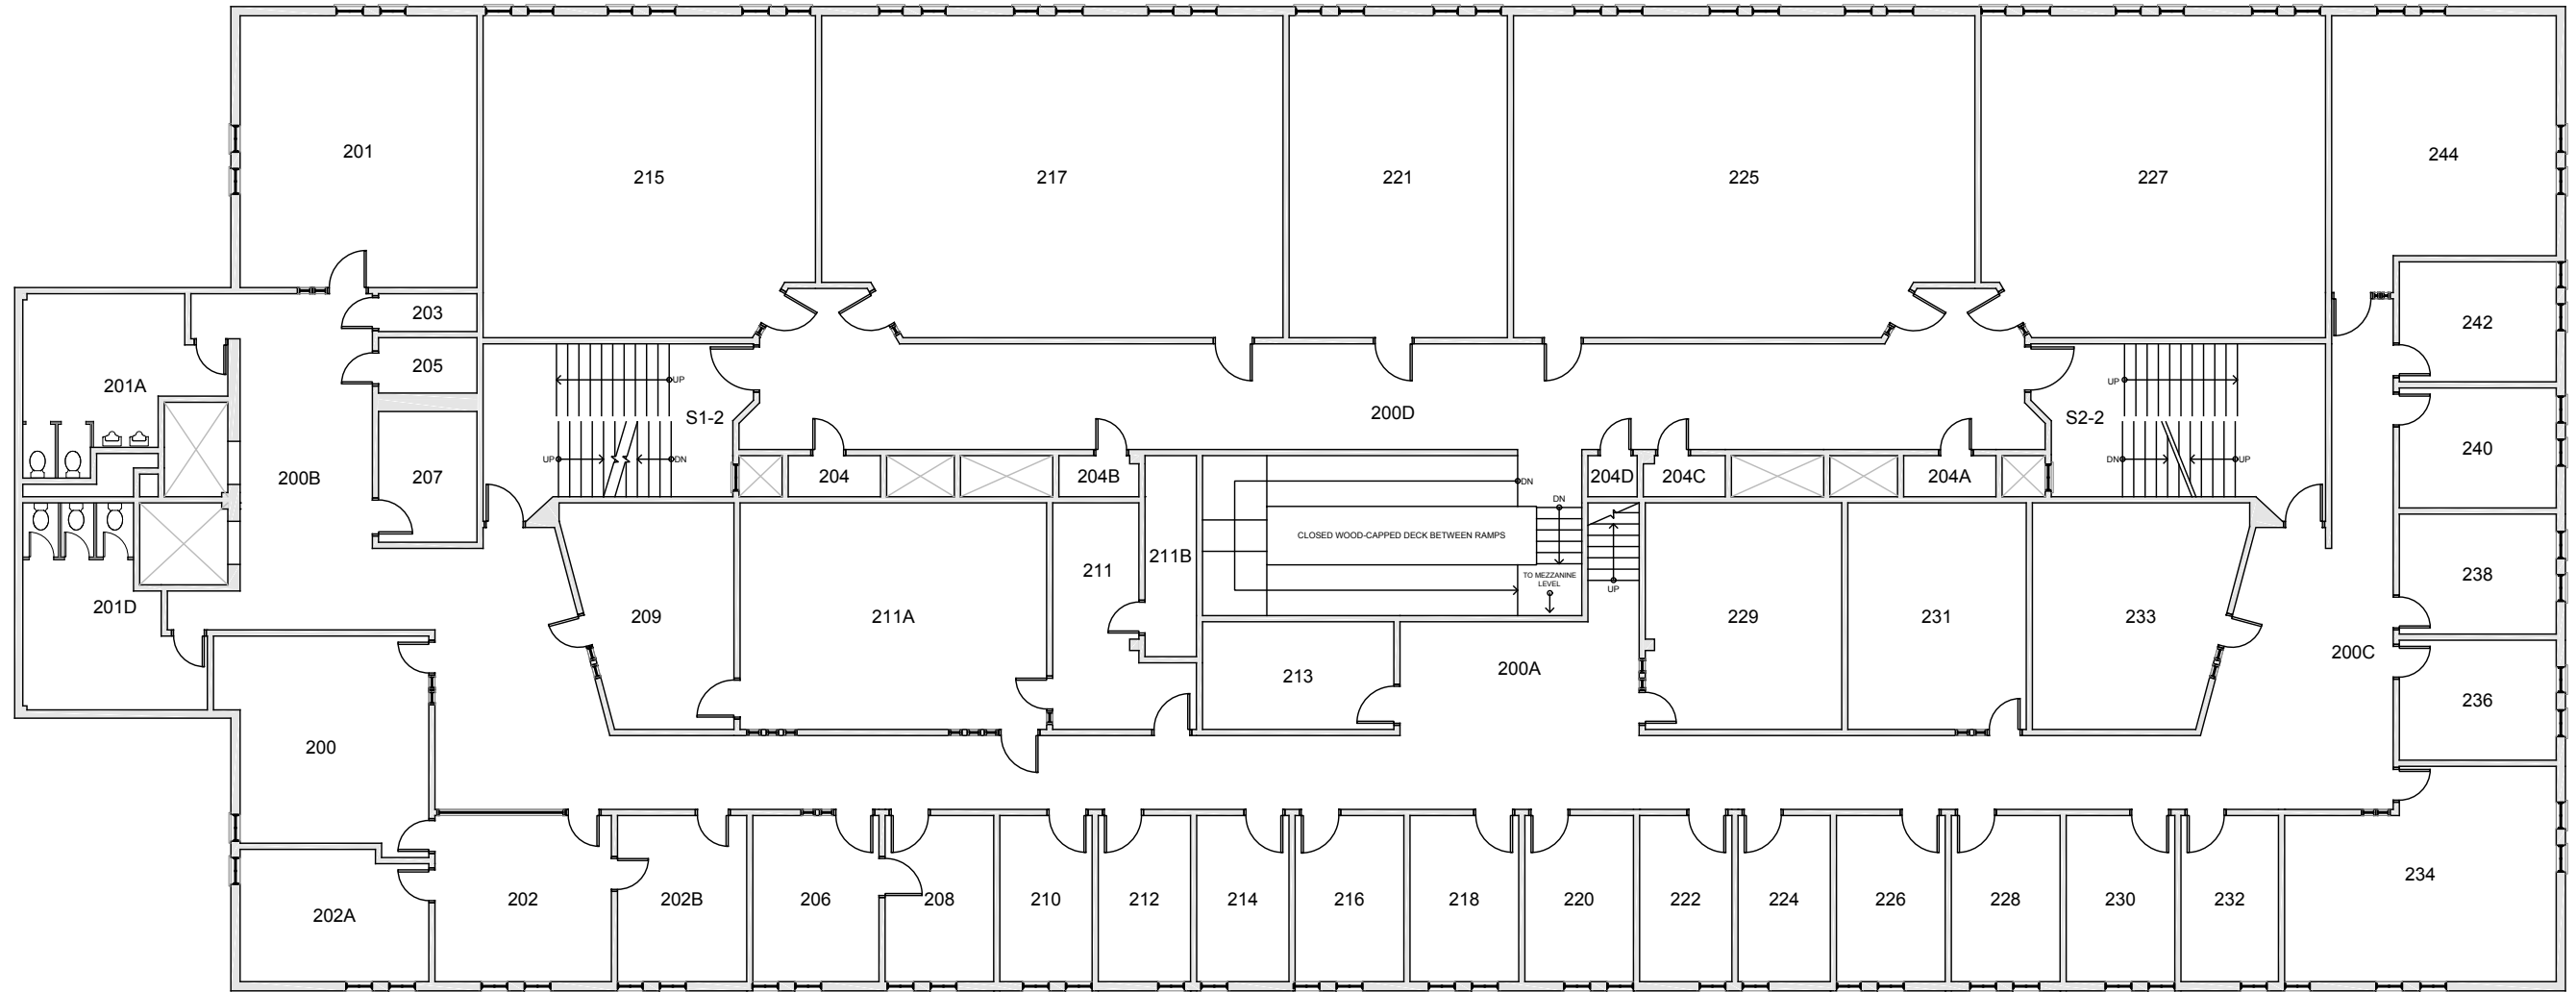 201
215
217
221
225
227
244
203
242
205
201A
UP
S1-2
200D
UP
S2-2
240
UP
DN
DN
UP
200B
207
204
204B
DN
DN
204D
204C
204A
CLOSED WOOD-CAPPED DECK BETWEEN RAMPS
211B
211
TO MEZZANINE
LEVEL
UP
238
201D
209
211A
229
231
233
200C
213
200A
236
200
234
202A
202
202B
206
208
210
212
214
216
218
220
222
224
226
228
230
232